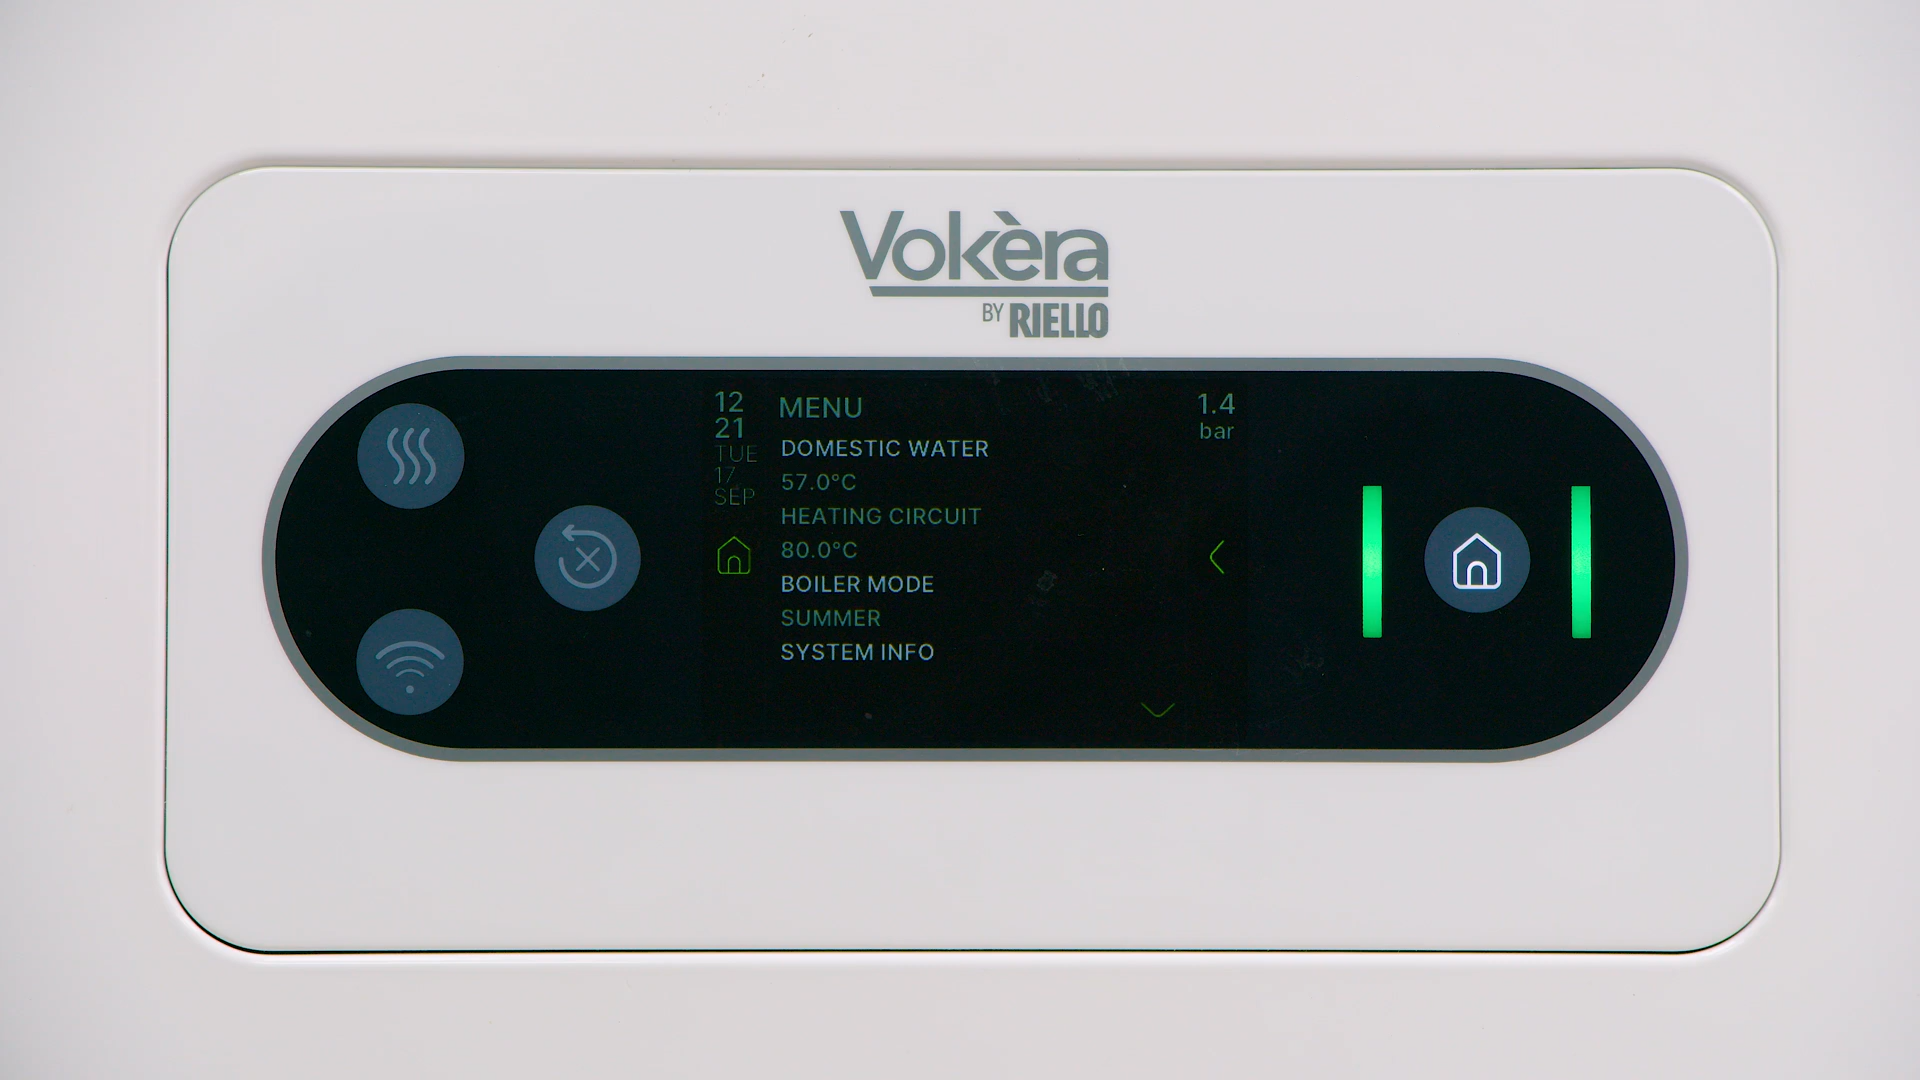 Vokèra
BY RIELLO
12
21
TUE
17
SEP
MENU
DOMESTIC WATER
57.0°C
HEATING CIRCUIT
80.0°C
BOILER MODE
SUMMER
SYSTEM INFO
1.4
bar